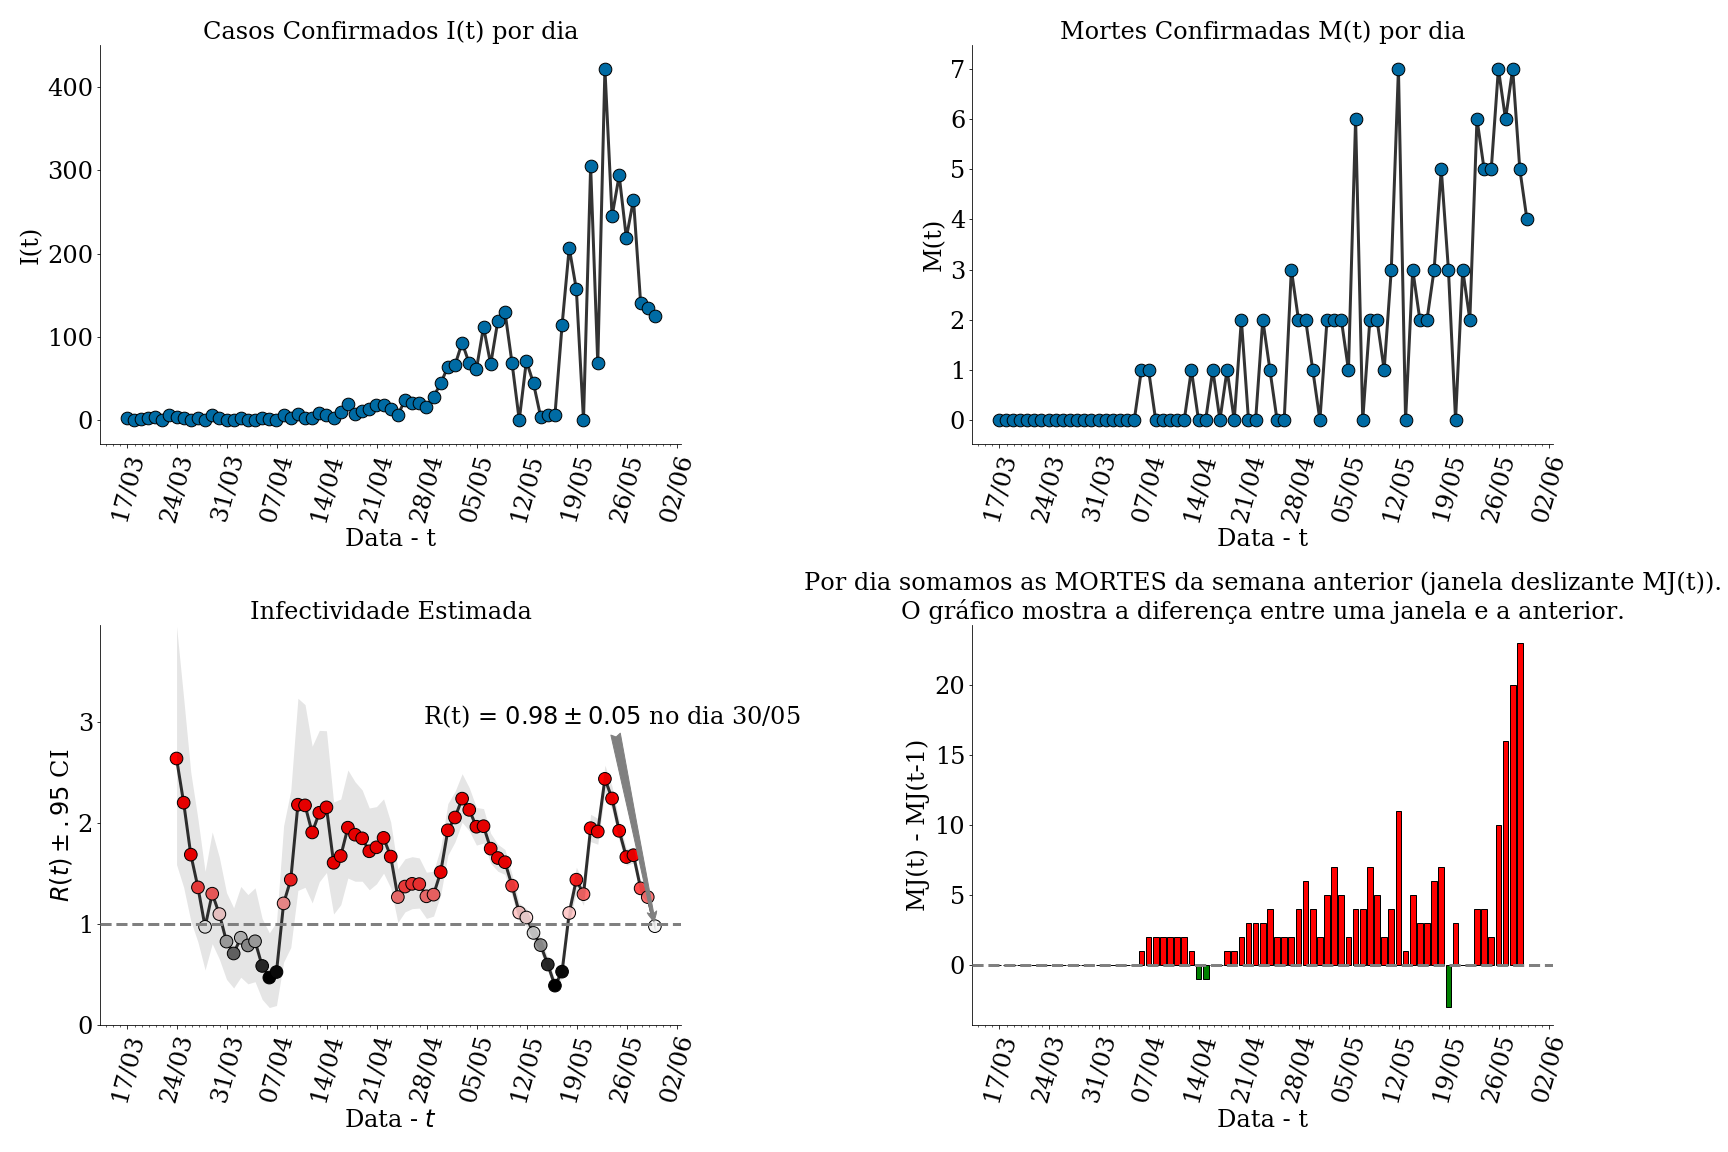 Casos Confirmados I(t) por dia
I(t)
400
300
200
100
0
17/03 24/03 31/03 07/04 14/04 21/04 28/04 05/05 12/05 19/05 26/05 02/06
Data - t
Mortes Confirmadas M(t) por dia
M(t)
7
6
5
4
3
2
1
0
17/03 24/03 31/03 07/04 14/04 21/04 28/04 05/05 12/05 19/05 26/05 02/06
Data - t
Infectividade Estimada
R(t) ± .95 CI
3
2
1
0
R(t) = 0.98 ± 0.05 no dia 30/05
17/03 24/03 31/03 07/04 14/04 21/04 28/04 05/05 12/05 19/05 26/05 02/06
Data - t
Por dia somamos as MORTES da semana anterior (janela deslizante MJ(t)).
O gráfico mostra a diferença entre uma janela e a anterior.
MJ(t) - MJ(t-1)
20
15
10
5
0
17/03 24/03 31/03 07/04 14/04 21/04 28/04 05/05 12/05 19/05 26/05 02/06
Data - t